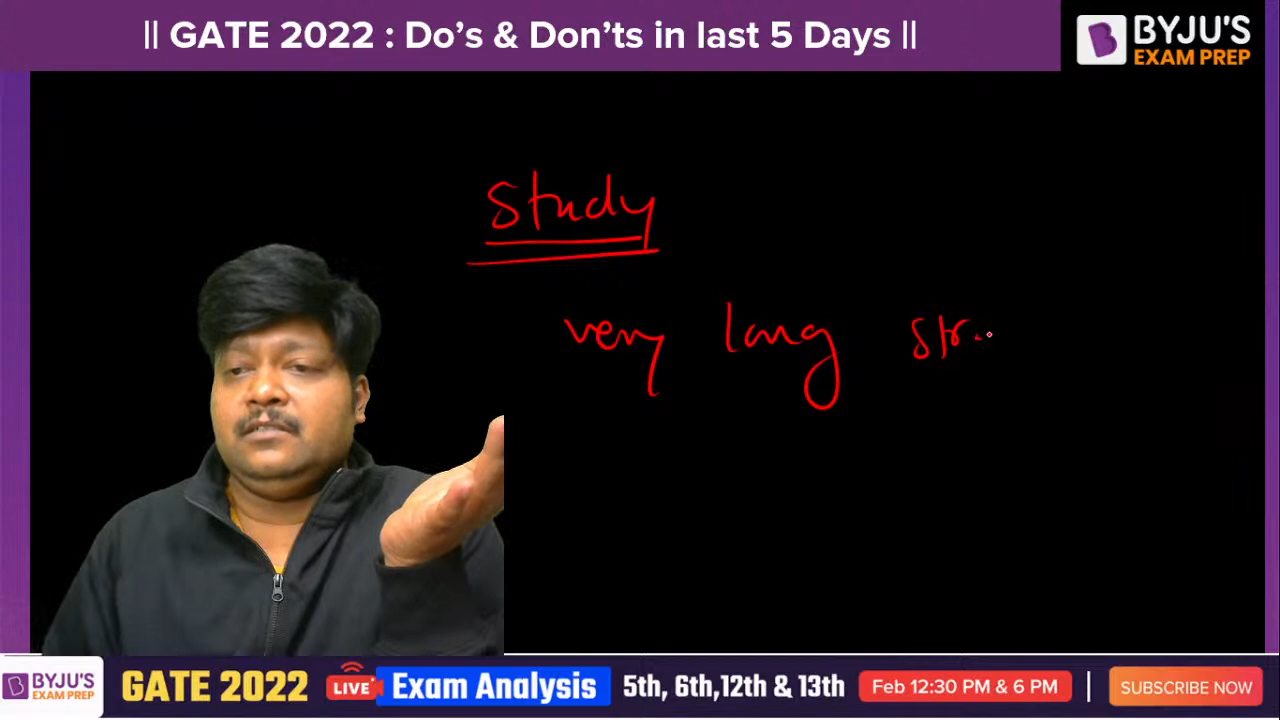 || GATE 2022 : Do's & Don'ts in last 5 Days ||
BYJU'S
EXAM PREP
Study
very long str
BYJU'S
EXAM PREP
GATE 2022
LIVE
Exam Analysis
5th, 6th,12th & 13th
Feb 12:30 PM & 6 PM
SUBSCRIBE NOW